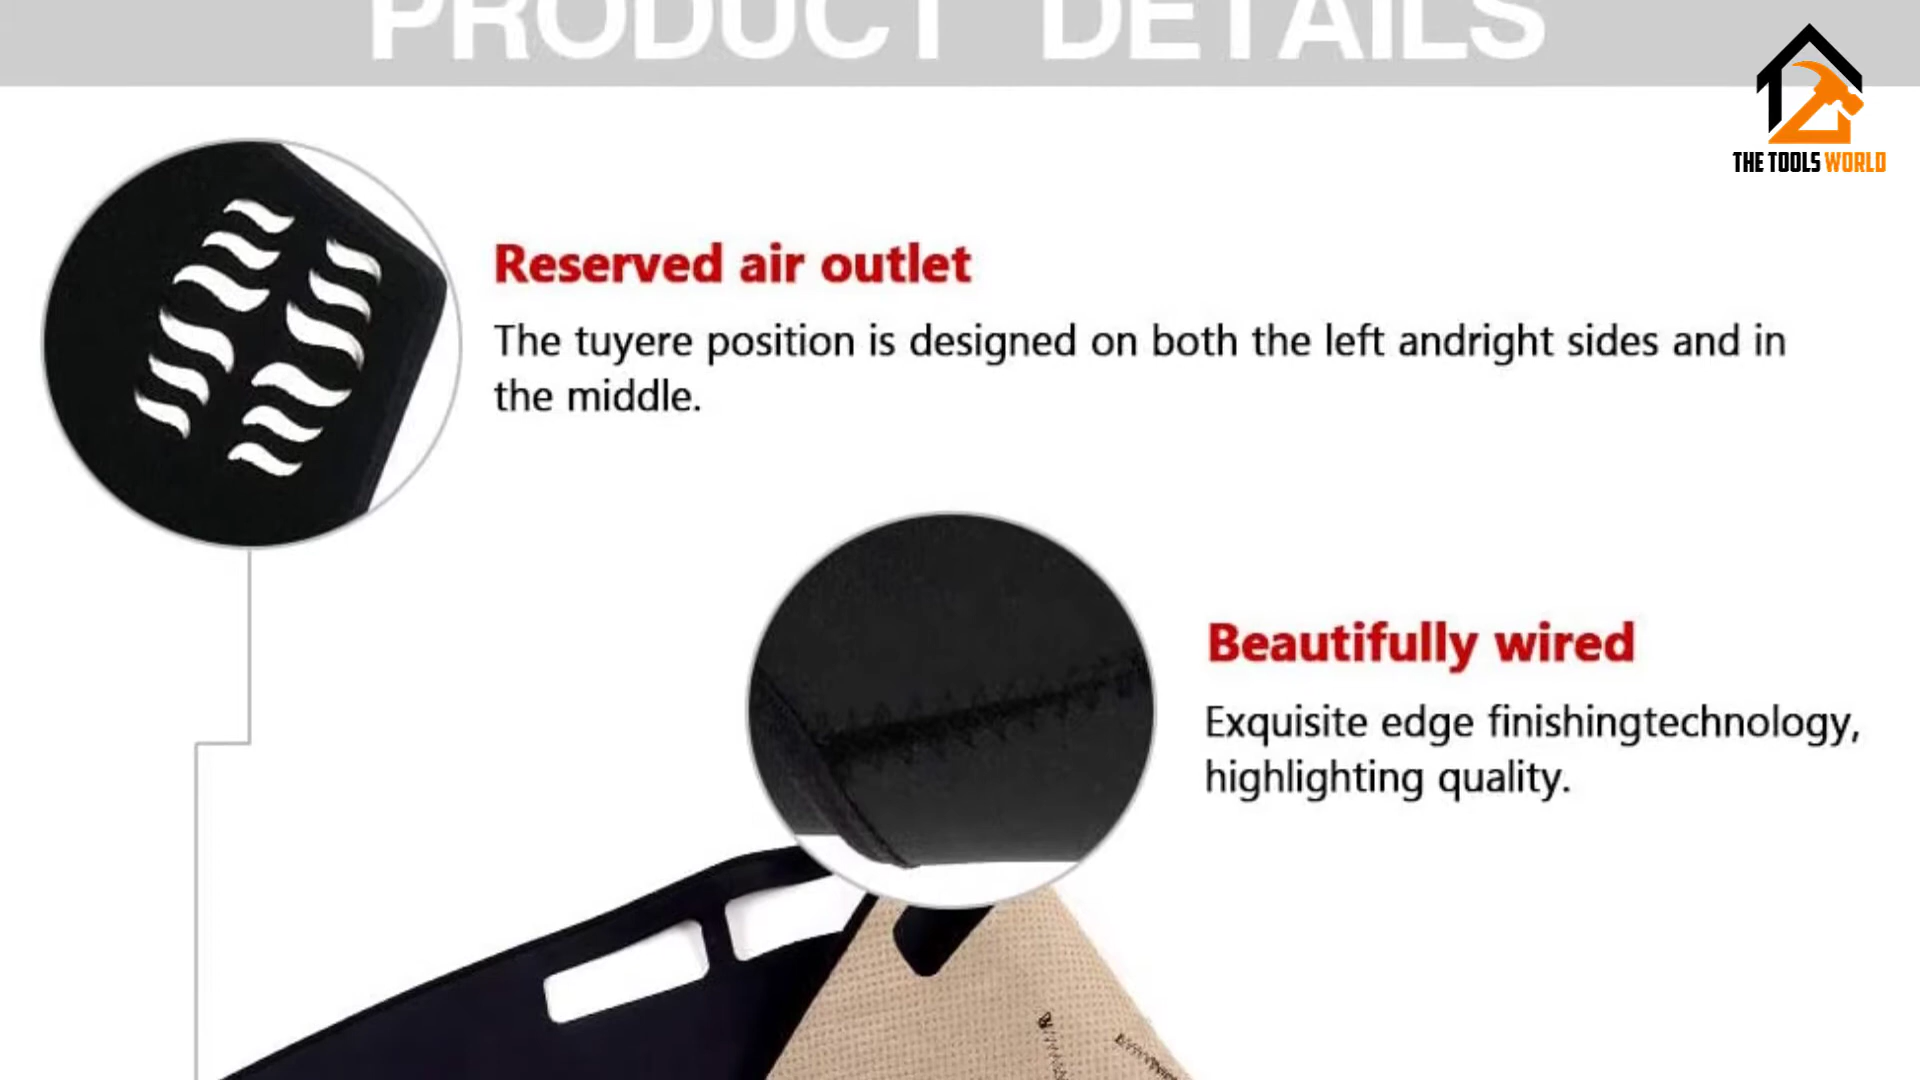 PRODUCT DETAILS
THE TOOLS WORLD
Reserved air outlet
The tuyere position is designed on both the left andright sides and in
the middle.
Beautifully wired
Exquisite edge finishingtechnology,
highlighting quality.